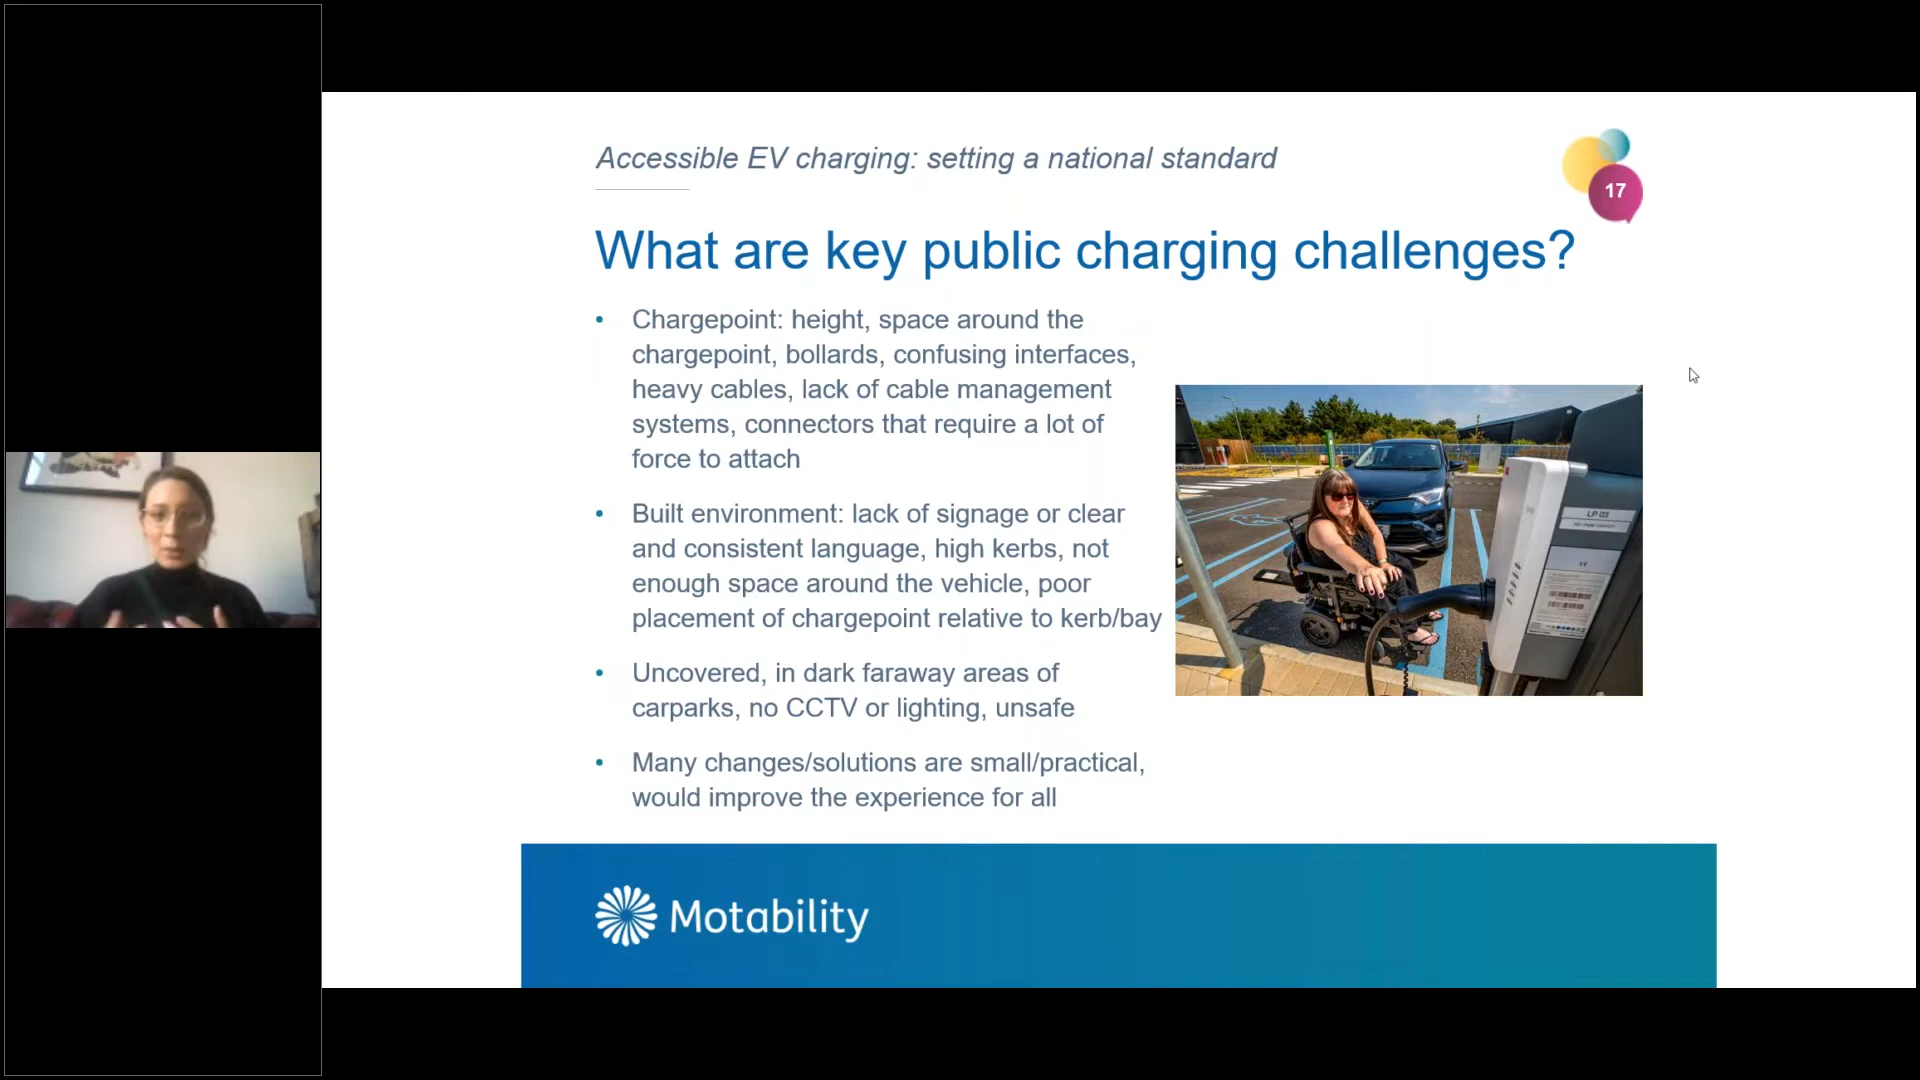 Accessible EV charging: setting a national standard
17
What are key public charging challenges?
• Chargepoint: height, space around the
chargepoint, bollards, confusing interfaces,
heavy cables, lack of cable management
systems, connectors that require a lot of
force to attach
• Built environment: lack of signage or clear
and consistent language, high kerbs, not
enough space around the vehicle, poor
placement of chargepoint relative to kerb/bay
• Uncovered, in dark faraway areas of
carparks, no CCTV or lighting, unsafe
• Many changes/solutions are small/practical,
would improve the experience for all
LP 03
Motability